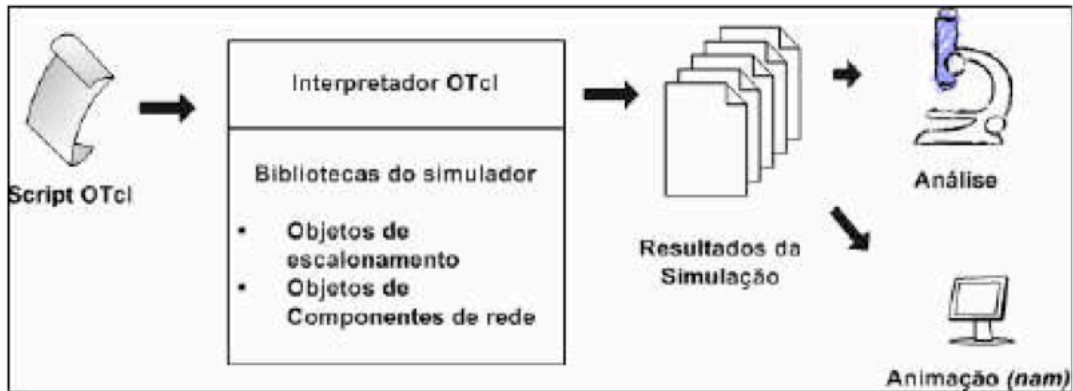 Script OTcl
Interpretador OTcl
Bibliotecas do simulador
• Objetos de
escalonamento
• Objetos de
Componentes de rede
Resultados da
Simulação
Análise
Animação (nam)